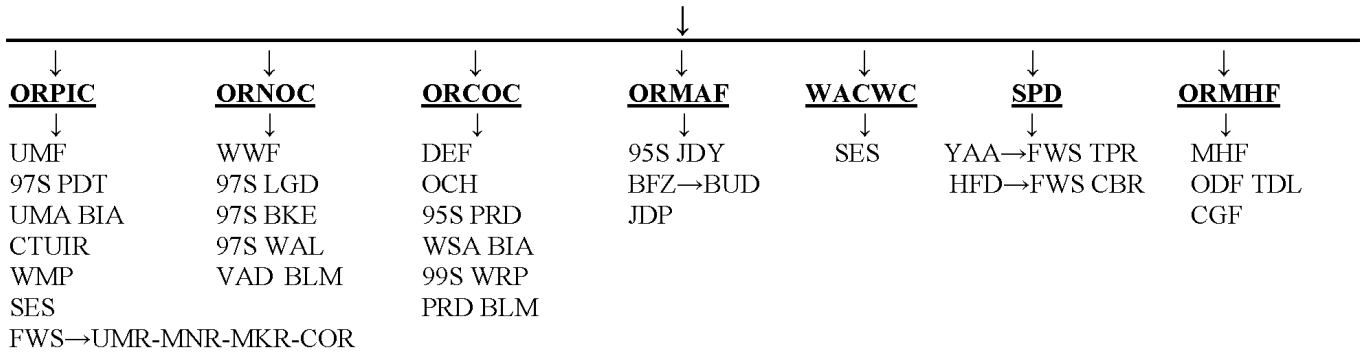 ↓
↓ ↓ ↓ ↓ ↓ ↓ ↓
ORPIC ORNOC ORCOC ORMAF WACWC SPD ORMHF
↓ ↓ ↓ ↓ ↓ ↓ ↓
UMF WWF DEF 95S JDY SES YAA→FWS TPR MHF
97S PDT 97S LGD OCH BFZ→BUD HFD→FWS CBR ODF TDL
UMA BIA 97S BKE 95S PRD JDP CGF
CTUIR 97S WAL WSA BIA
WMP VAD BLM 99S WRP
SES PRD BLM
FWS→UMR-MNR-MKR-COR